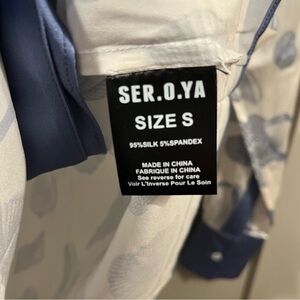 SER.O.YA
SIZE S
95%SILK 5%SPANDEX
MADE IN CHINA
FABRIQUE IN CHINA
See reverse for care
Voir L'Inverse Pour Le Soin